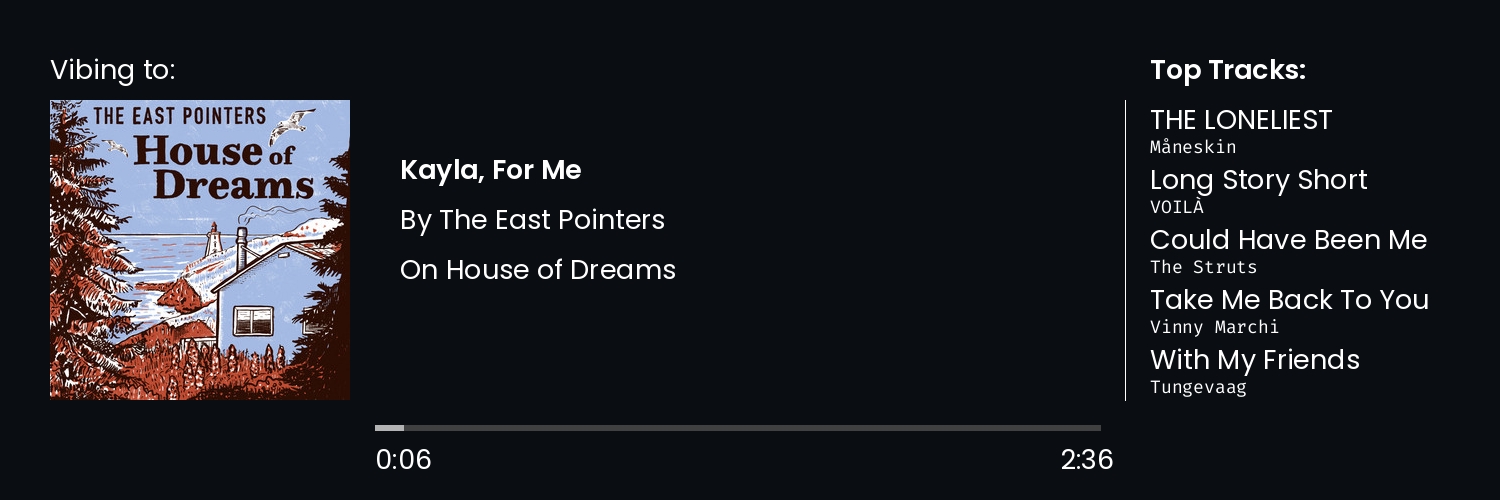 Vibing to:
THE EAST POINTERS
House of
Dreams
Kayla, For Me
By The East Pointers
On House of Dreams
0:06
2:36
Top Tracks:
THE LONELIEST
Måneskin
Long Story Short
VOILÀ
Could Have Been Me
The Struts
Take Me Back To You
Vinny Marchi
With My Friends
Tungevaag